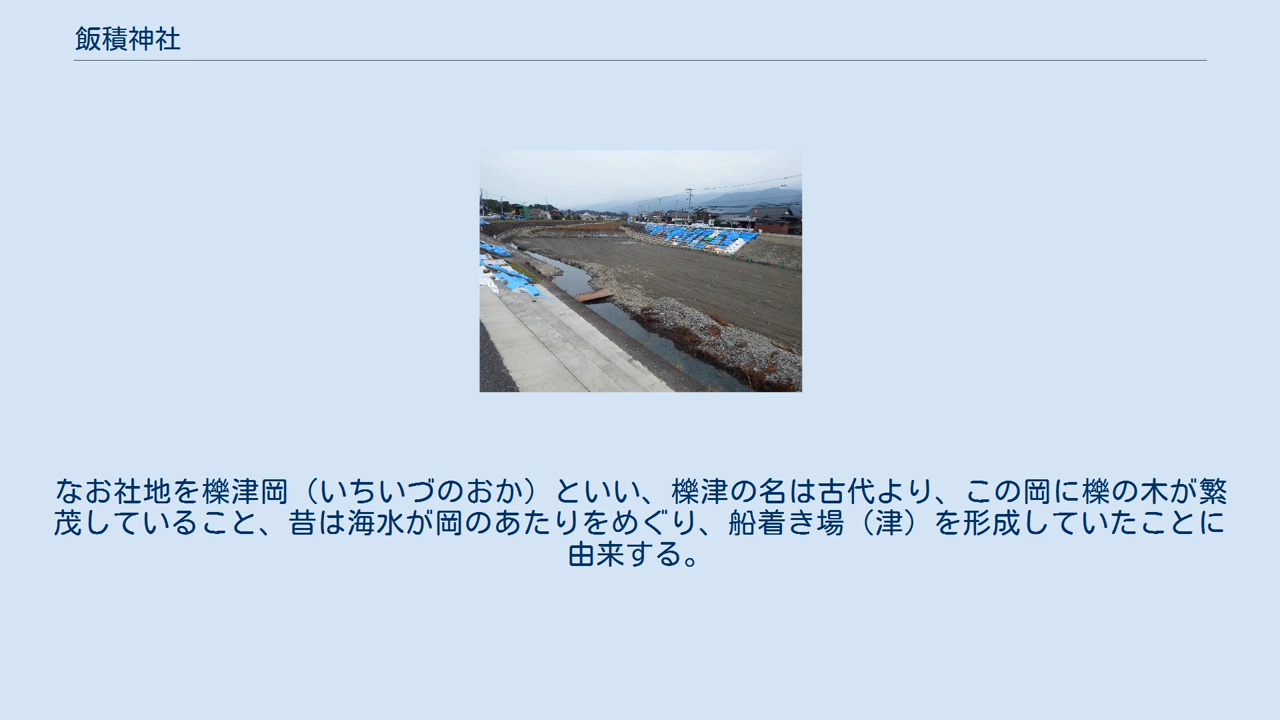 飯積神社
なお社地を櫟津岡（いちいづのおか）といい、櫟津の名は古代より、この岡に櫟の木が繁
茂していること、昔は海水が岡のあたりをめぐり、船着き場（津）を形成していたことに
由来する。